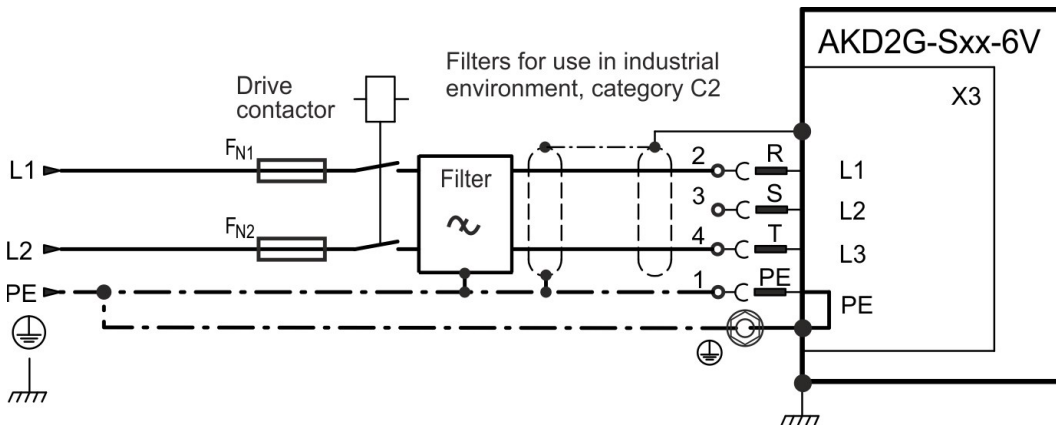 AKD2G-Sxx-6V
Filters for use in industrial
environment, category C2
Drive
contactor
X3
L1
FN1
Filter
2
R
L1
3
S
L2
L2
FN2
4
T
L3
PE
1
PE
PE